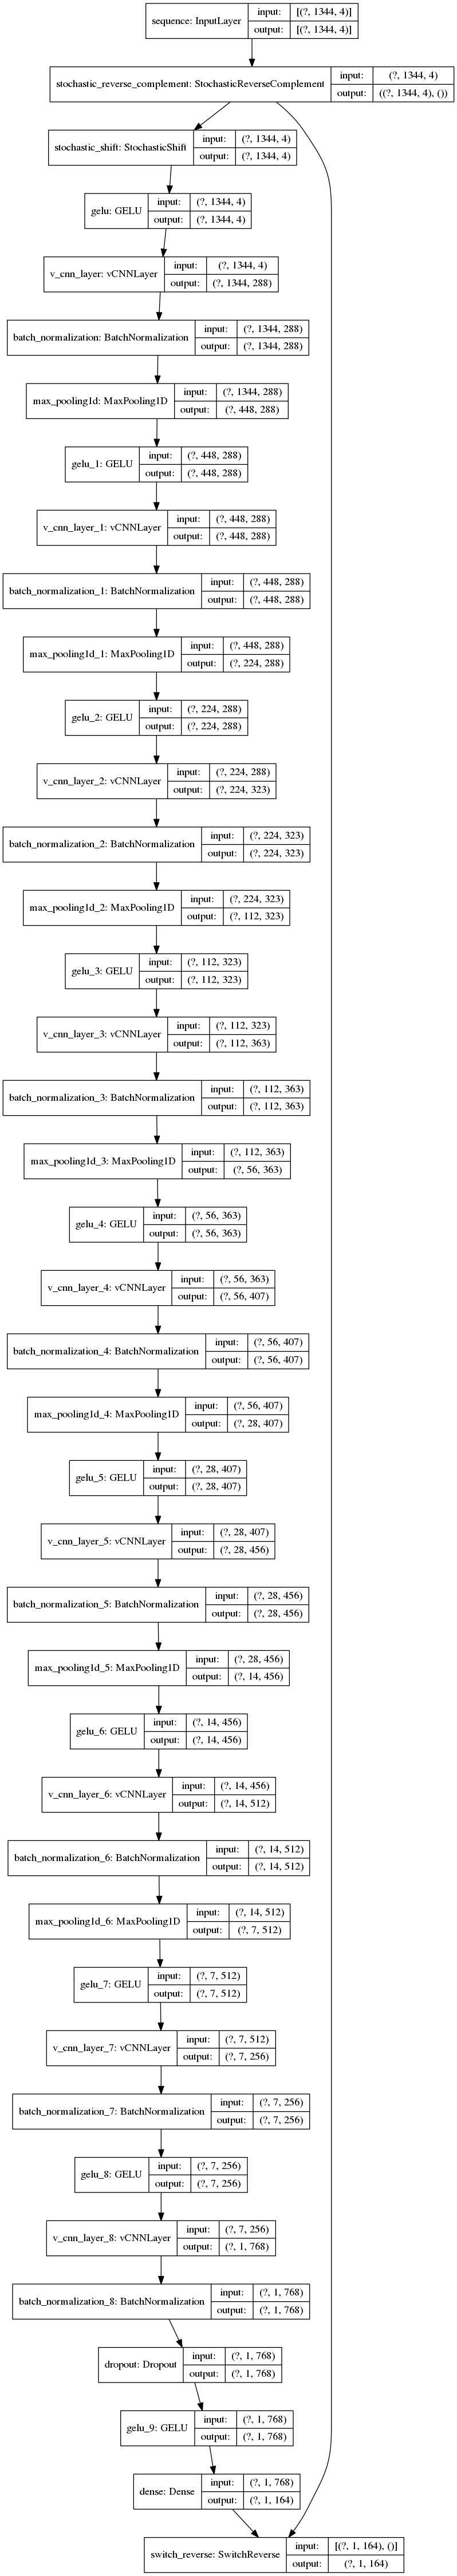 sequence: InputLayer
input: [(?, 1344, 4)]
output: [(?, 1344, 4)]
stochastic_reverse_complement: StochasticReverseComplement
input: (?, 1344, 4)
output: ((?, 1344, 4), ())
stochastic_shift: StochasticShift
input: (?, 1344, 4)
output: (?, 1344, 4)
gelu: GELU
input: (?, 1344, 4)
output: (?, 1344, 4)
v_cnn_layer: vCNNLayer
input: (?, 1344, 4)
output: (?, 1344, 288)
batch_normalization: BatchNormalization
input: (?, 1344, 288)
output: (?, 1344, 288)
max_pooling1d: MaxPooling1D
input: (?, 1344, 288)
output: (?, 448, 288)
gelu_1: GELU
input: (?, 448, 288)
output: (?, 448, 288)
v_cnn_layer_1: vCNNLayer
input: (?, 448, 288)
output: (?, 448, 288)
batch_normalization_1: BatchNormalization
input: (?, 448, 288)
output: (?, 448, 288)
max_pooling1d_1: MaxPooling1D
input: (?, 448, 288)
output: (?, 224, 288)
gelu_2: GELU
input: (?, 224, 288)
output: (?, 224, 288)
v_cnn_layer_2: vCNNLayer
input: (?, 224, 288)
output: (?, 224, 323)
batch_normalization_2: BatchNormalization
input: (?, 224, 323)
output: (?, 224, 323)
max_pooling1d_2: MaxPooling1D
input: (?, 224, 323)
output: (?, 112, 323)
gelu_3: GELU
input: (?, 112, 323)
output: (?, 112, 323)
v_cnn_layer_3: vCNNLayer
input: (?, 112, 323)
output: (?, 112, 363)
batch_normalization_3: BatchNormalization
input: (?, 112, 363)
output: (?, 112, 363)
max_pooling1d_3: MaxPooling1D
input: (?, 112, 363)
output: (?, 56, 363)
gelu_4: GELU
input: (?, 56, 363)
output: (?, 56, 363)
v_cnn_layer_4: vCNNLayer
input: (?, 56, 363)
output: (?, 56, 407)
batch_normalization_4: BatchNormalization
input: (?, 56, 407)
output: (?, 56, 407)
max_pooling1d_4: MaxPooling1D
input: (?, 56, 407)
output: (?, 28, 407)
gelu_5: GELU
input: (?, 28, 407)
output: (?, 28, 407)
v_cnn_layer_5: vCNNLayer
input: (?, 28, 407)
output: (?, 28, 456)
batch_normalization_5: BatchNormalization
input: (?, 28, 456)
output: (?, 28, 456)
max_pooling1d_5: MaxPooling1D
input: (?, 28, 456)
output: (?, 14, 456)
gelu_6: GELU
input: (?, 14, 456)
output: (?, 14, 456)
v_cnn_layer_6: vCNNLayer
input: (?, 14, 456)
output: (?, 14, 512)
batch_normalization_6: BatchNormalization
input: (?, 14, 512)
output: (?, 14, 512)
max_pooling1d_6: MaxPooling1D
input: (?, 14, 512)
output: (?, 7, 512)
gelu_7: GELU
input: (?, 7, 512)
output: (?, 7, 512)
v_cnn_layer_7: vCNNLayer
input: (?, 7, 512)
output: (?, 7, 256)
batch_normalization_7: BatchNormalization
input: (?, 7, 256)
output: (?, 7, 256)
gelu_8: GELU
input: (?, 7, 256)
output: (?, 7, 256)
v_cnn_layer_8: vCNNLayer
input: (?, 7, 256)
output: (?, 1, 768)
batch_normalization_8: BatchNormalization
input: (?, 1, 768)
output: (?, 1, 768)
dropout: Dropout
input: (?, 1, 768)
output: (?, 1, 768)
gelu_9: GELU
input: (?, 1, 768)
output: (?, 1, 768)
dense: Dense
input: (?, 1, 768)
output: (?, 1, 164)
switch_reverse: SwitchReverse
input: [(?, 1, 164), ()]
output: (?, 1, 164)